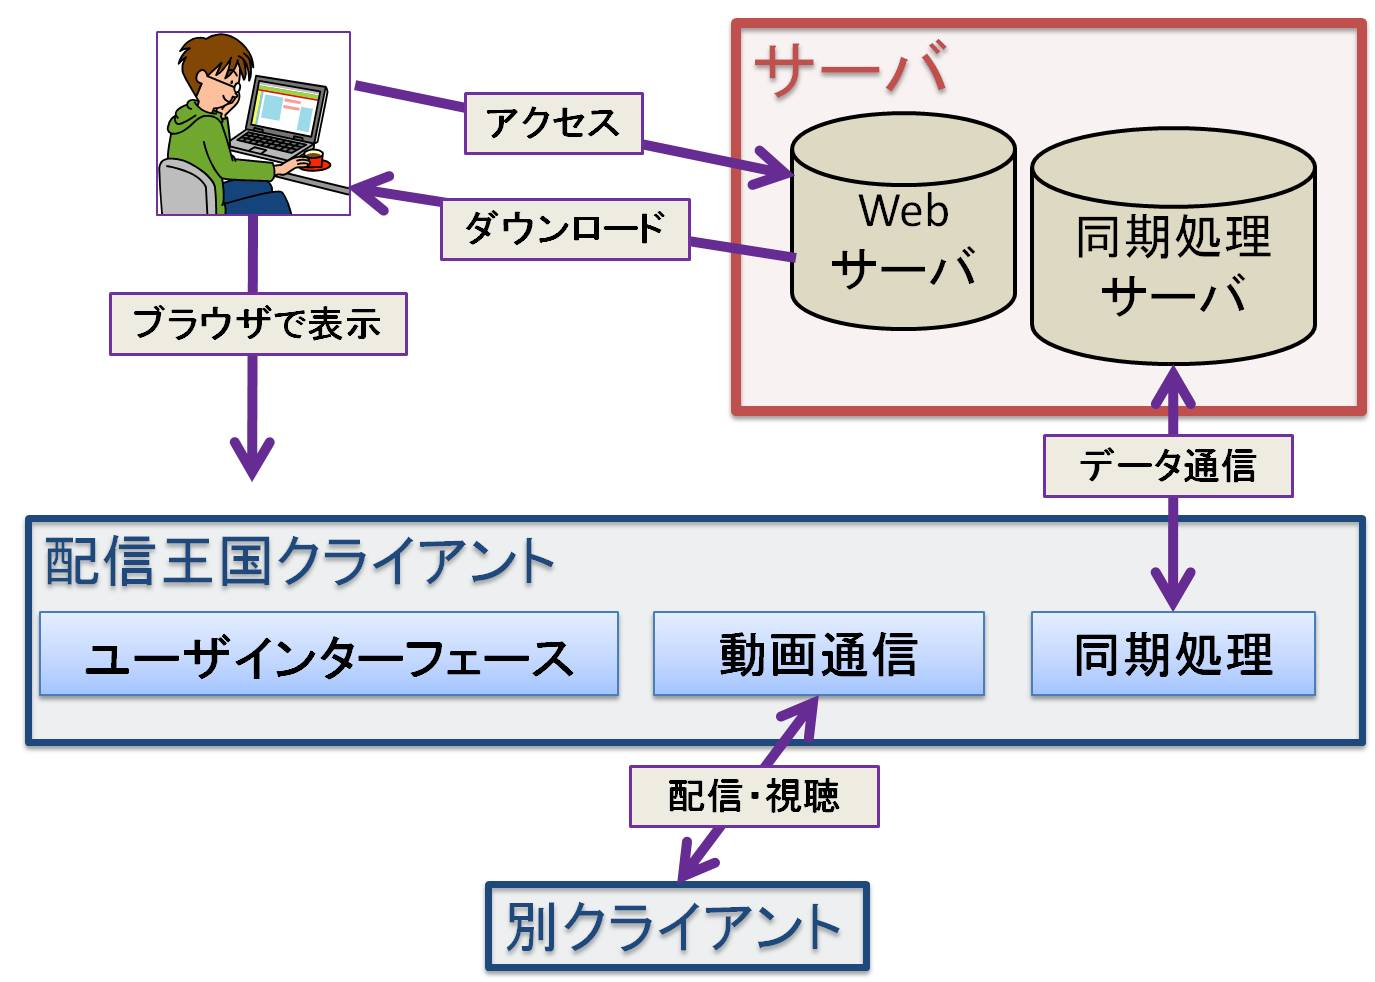 サーバ
アクセス
ダウンロード
Web
サーバ
同期処理
サーバ
ブラウザで表示
データ通信
配信王国クライアント
ユーザインターフェース
動画通信
同期処理
配信・視聴
別クライアント